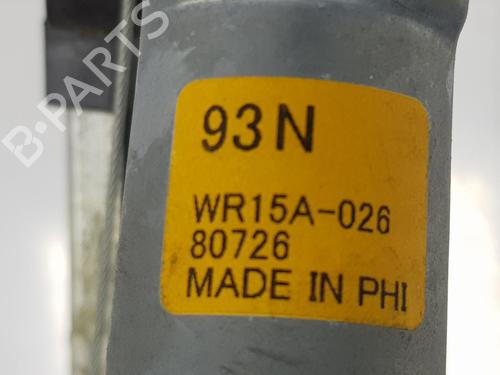 B-PARTS
93N
WR15A-026
80726
MADE IN PHI